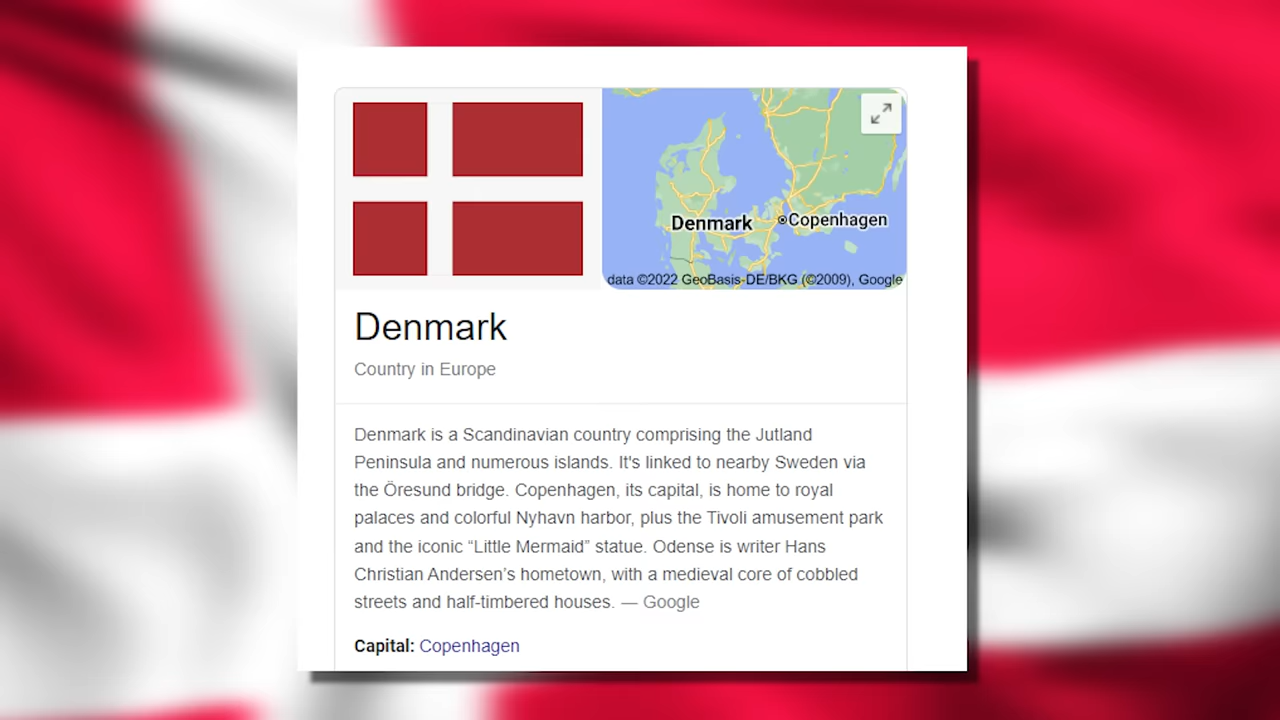 Denmark
Copenhagen
data ©2022 GeoBasis-DE/BKG (©2009), Google
Denmark
Country in Europe
Denmark is a Scandinavian country comprising the Jutland
Peninsula and numerous islands. It's linked to nearby Sweden via
the Öresund bridge. Copenhagen, its capital, is home to royal
palaces and colorful Nyhavn harbor, plus the Tivoli amusement park
and the iconic “Little Mermaid” statue. Odense is writer Hans
Christian Andersen’s hometown, with a medieval core of cobbled
streets and half-timbered houses. — Google
Capital: Copenhagen